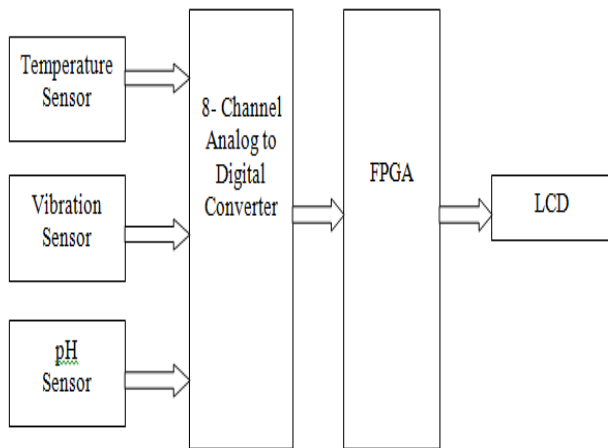 Temperature
Sensor
8- Channel
Analog to
Digital
Converter
FPGA
Vibration
Sensor
LCD
pH
Sensor